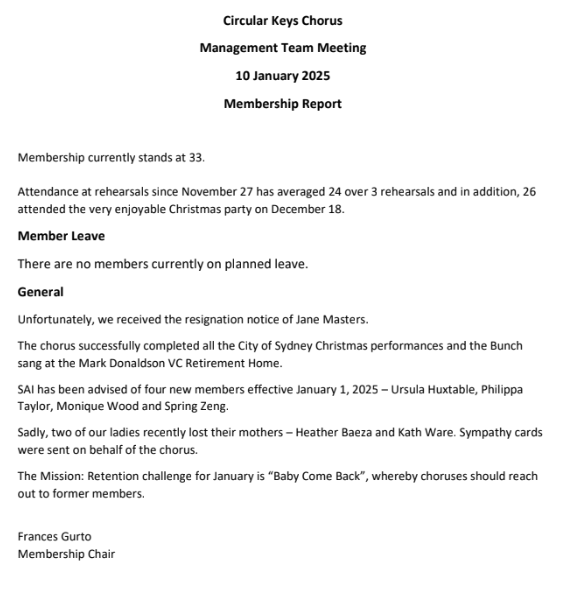 Circular Keys Chorus
Management Team Meeting
10 January 2025
Membership Report
Membership currently stands at 33.
Attendance at rehearsals since November 27 has averaged 24 over 3 rehearsals and in addition, 26
attended the very enjoyable Christmas party on December 18.
Member Leave
There are no members currently on planned leave.
General
Unfortunately, we received the resignation notice of Jane Masters.
The chorus successfully completed all the City of Sydney Christmas performances and the Bunch
sang at the Mark Donaldson VC Retirement Home.
SAI has been advised of four new members effective January 1, 2025 – Ursula Huxtable, Philippa
Taylor, Monique Wood and Spring Zeng.
Sadly, two of our ladies recently lost their mothers – Heather Baeza and Kath Ware. Sympathy cards
were sent on behalf of the chorus.
The Mission: Retention challenge for January is “Baby Come Back”, whereby choruses should reach
out to former members.
Frances Gurto
Membership Chair